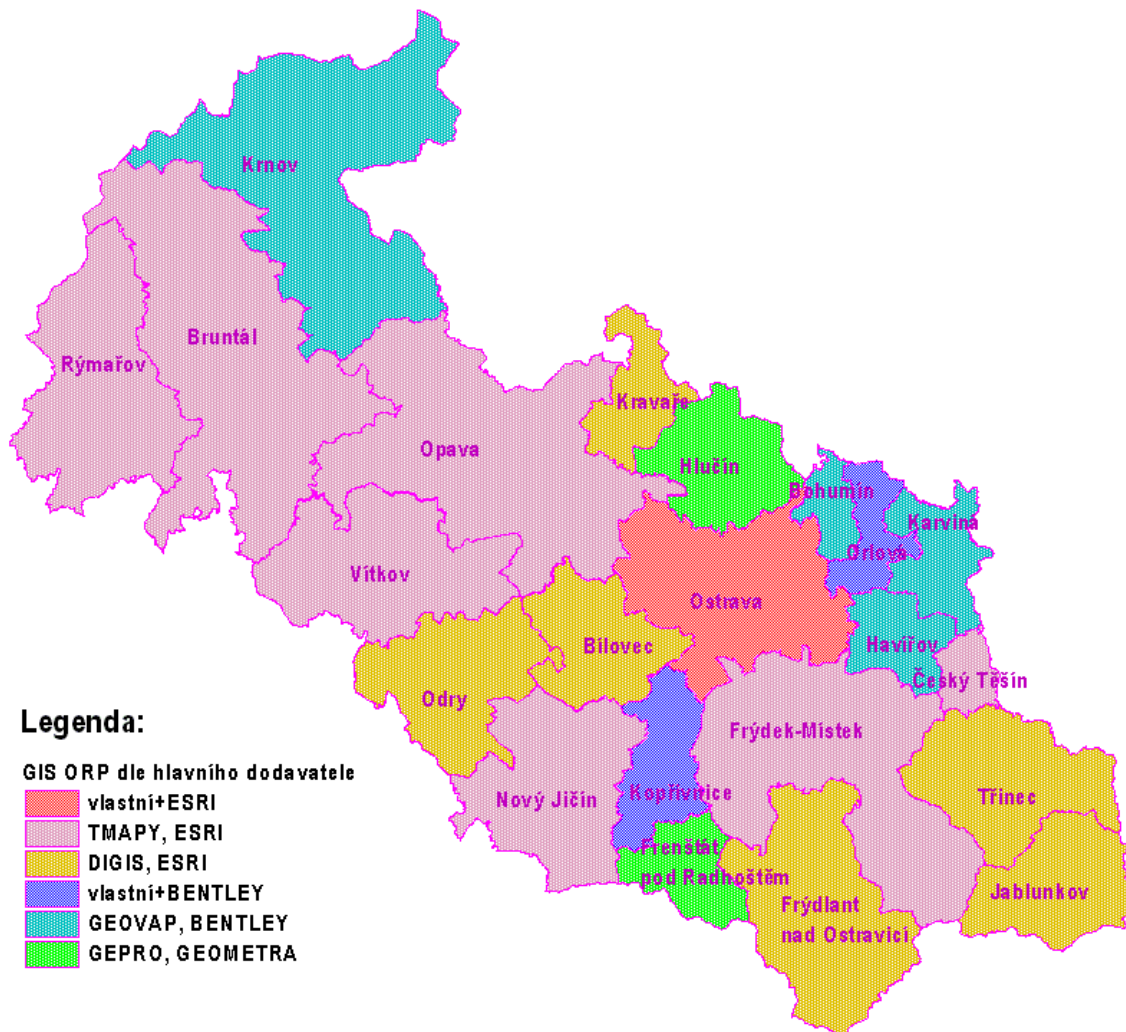 Krnov
Bruntál
Rýmařov
Kravaře
Opava
Hlučín
Bohumín
Karviná
Orlová
Vítkov
Ostrava
Havířov
Bílovec
Český Těšín
Odry
Frýdek-Místek
Kopřivnice
Nový Jičín
Třinec
Frenštát
pod Radhoštěm
Jablunkov
Frýdlant
nad Ostravicí
Legenda:
GIS ORP dle hlavního dodavatele
vlastní+ESRI
TMAPY, ESRI
DIGIS, ESRI
vlastní+BENTLEY
GEOVAP, BENTLEY
GEPRO, GEOMETRA